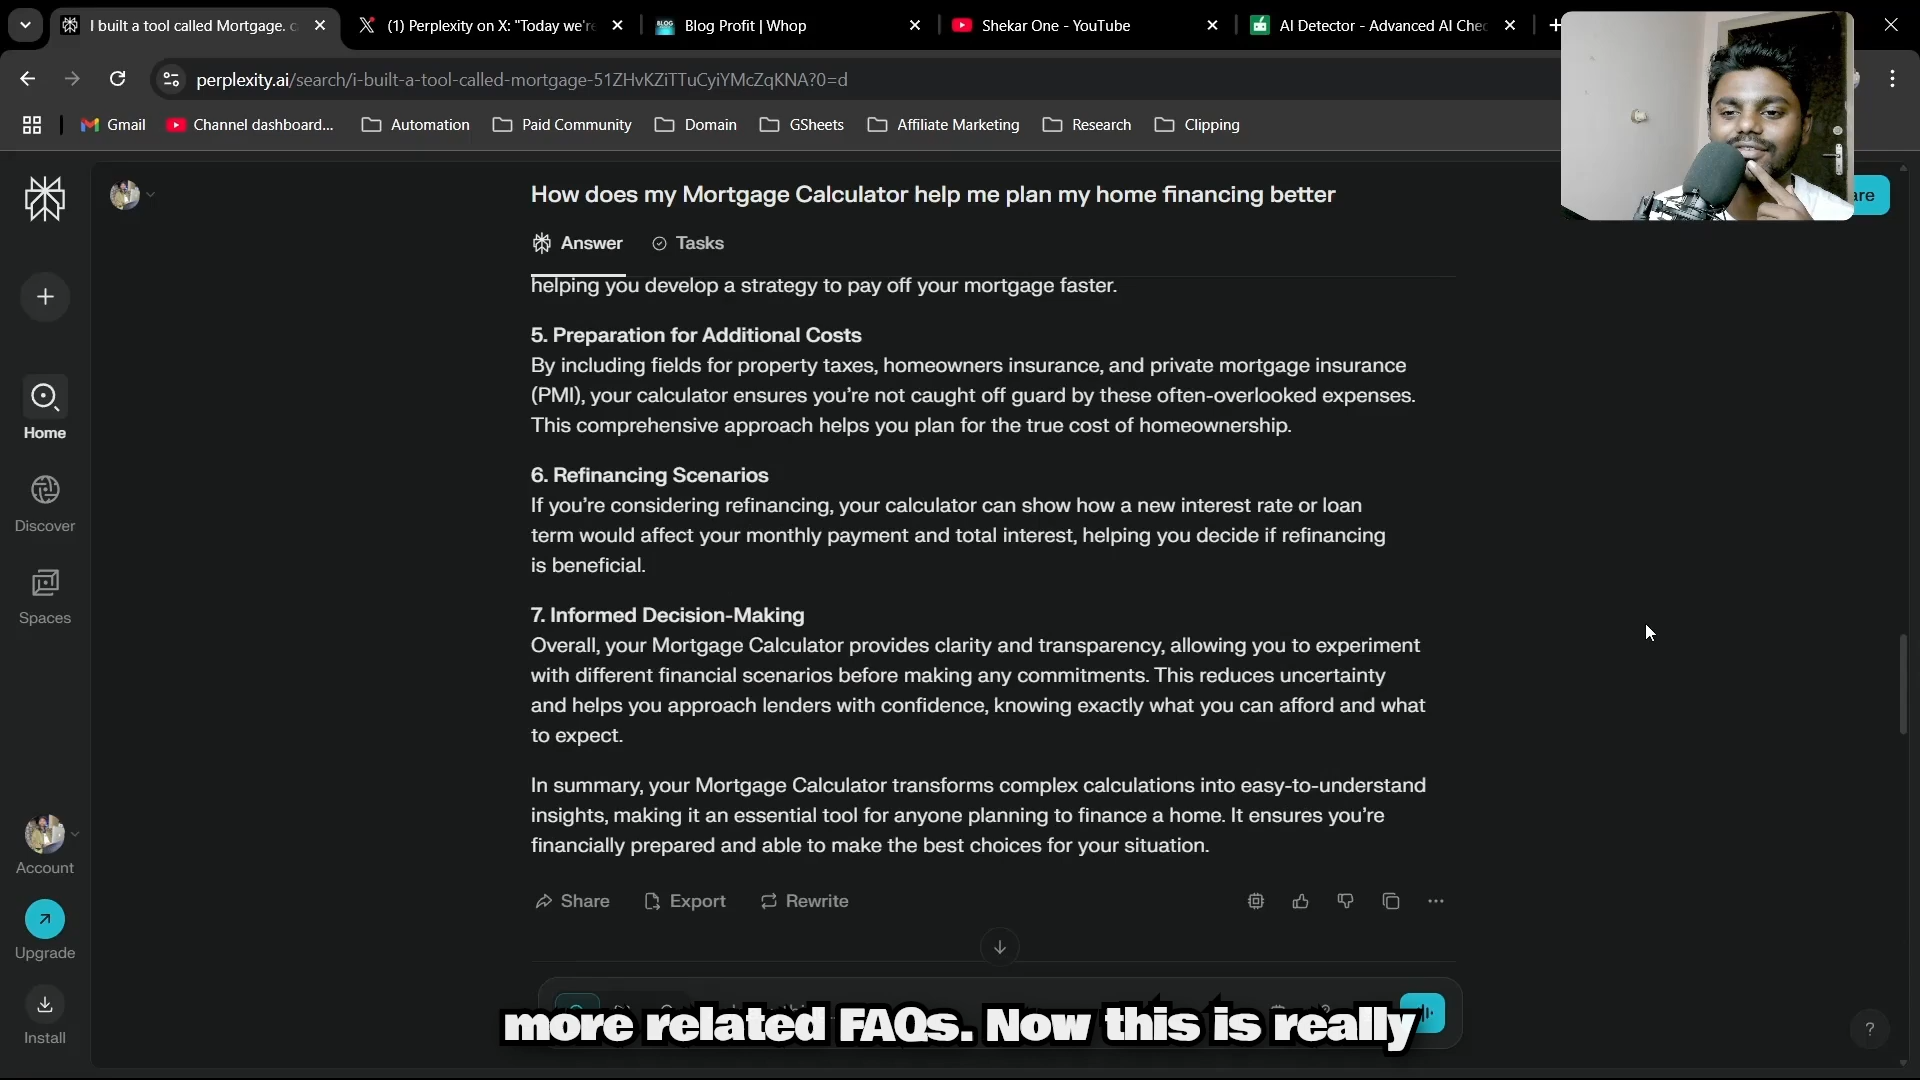 I built a tool called Mortgage. c
(1) Perplexity on X: "Today we're
BLOG
Blog Profit | Whop
Shekar One - YouTube
AI Detector - Advanced AI Chec
perplexity.ai/search/i-built-a-tool-called-mortgage-51ZHvKZiTTuCyiYMcZqKNA?0=d
Gmail
Channel dashboard...
Automation
Paid Community
Domain
GSheets
Affiliate Marketing
Research
Clipping
How does my Mortgage Calculator help me plan my home financing better
Answer
Tasks
helping you develop a strategy to pay off your mortgage faster.
5. Preparation for Additional Costs
By including fields for property taxes, homeowners insurance, and private mortgage insurance
(PMI), your calculator ensures you’re not caught off guard by these often-overlooked expenses.
This comprehensive approach helps you plan for the true cost of homeownership.
6. Refinancing Scenarios
If you’re considering refinancing, your calculator can show how a new interest rate or loan
term would affect your monthly payment and total interest, helping you decide if refinancing
is beneficial.
7. Informed Decision-Making
Overall, your Mortgage Calculator provides clarity and transparency, allowing you to experiment
with different financial scenarios before making any commitments. This reduces uncertainty
and helps you approach lenders with confidence, knowing exactly what you can afford and what
to expect.
In summary, your Mortgage Calculator transforms complex calculations into easy-to-understand
insights, making it an essential tool for anyone planning to finance a home. It ensures you’re
financially prepared and able to make the best choices for your situation.
Share
Export
Rewrite
Home
Discover
Spaces
Account
Upgrade
Install
more related FAQs. Now this is really
?